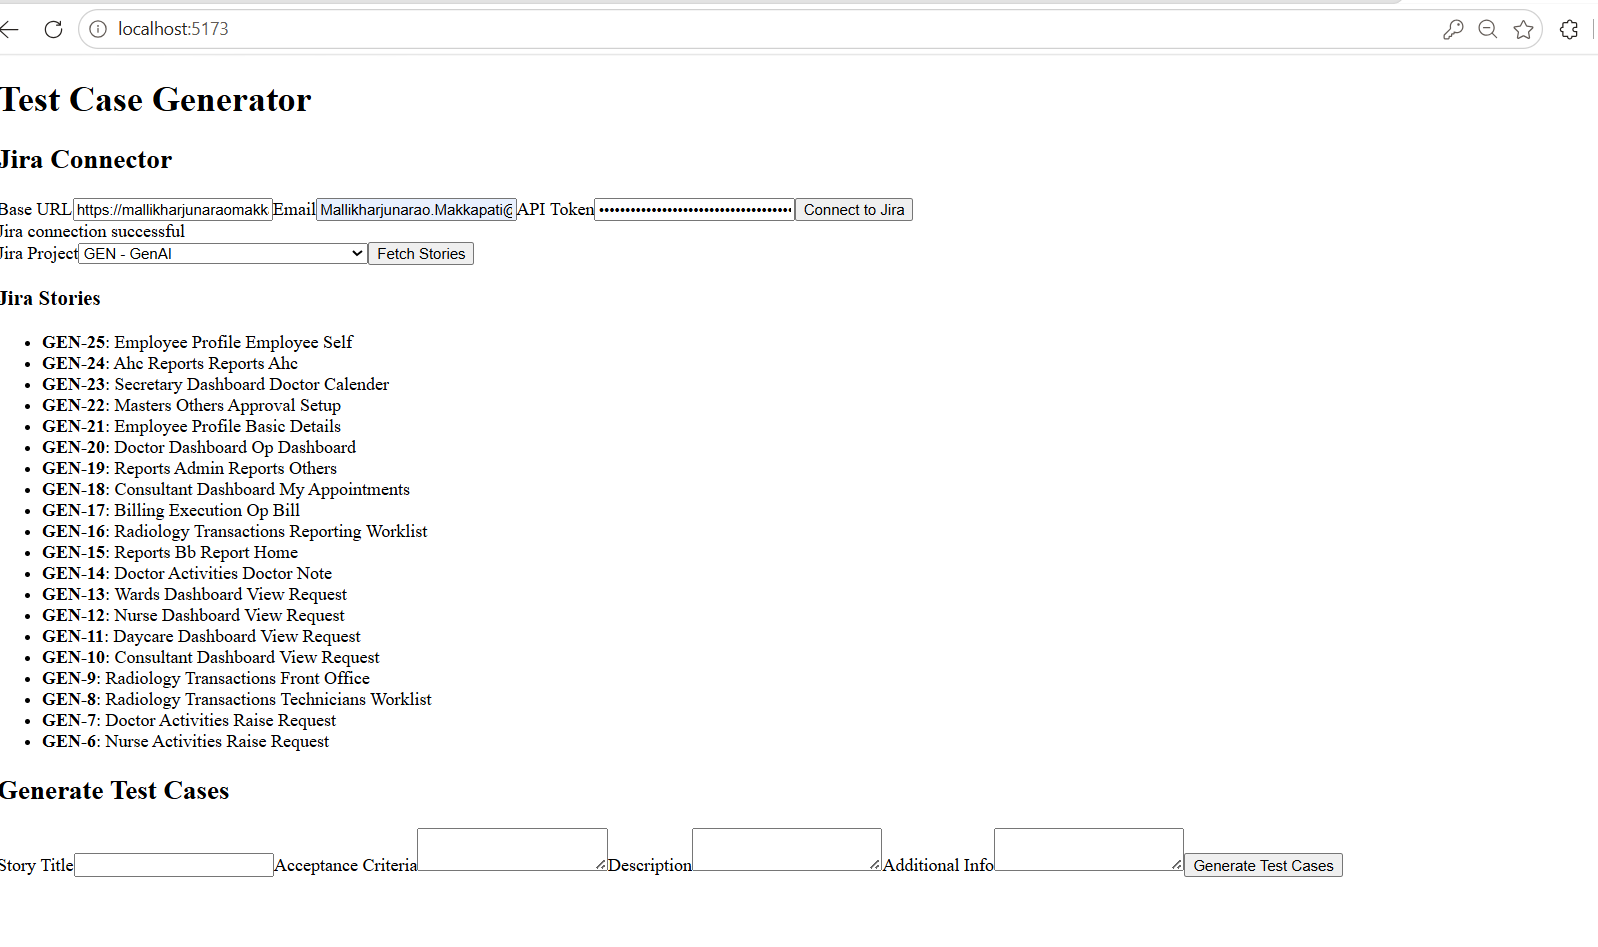 localhost:5173
Test Case Generator
Jira Connector
Base URL https://mallikharjunaraomakk Email Mallikharjunarao.Makkapati@ API Token •••••••••••••••••••••••••••••••••••••• Connect to Jira
Jira connection successful
Jira Project GEN - GenAI Fetch Stories
Jira Stories
• GEN-25: Employee Profile Employee Self
• GEN-24: Ahc Reports Reports Ahc
• GEN-23: Secretary Dashboard Doctor Calender
• GEN-22: Masters Others Approval Setup
• GEN-21: Employee Profile Basic Details
• GEN-20: Doctor Dashboard Op Dashboard
• GEN-19: Reports Admin Reports Others
• GEN-18: Consultant Dashboard My Appointments
• GEN-17: Billing Execution Op Bill
• GEN-16: Radiology Transactions Reporting Worklist
• GEN-15: Reports Bb Report Home
• GEN-14: Doctor Activities Doctor Note
• GEN-13: Wards Dashboard View Request
• GEN-12: Nurse Dashboard View Request
• GEN-11: Daycare Dashboard View Request
• GEN-10: Consultant Dashboard View Request
• GEN-9: Radiology Transactions Front Office
• GEN-8: Radiology Transactions Technicians Worklist
• GEN-7: Doctor Activities Raise Request
• GEN-6: Nurse Activities Raise Request
Generate Test Cases
Story Title Acceptance Criteria Description Additional Info Generate Test Cases